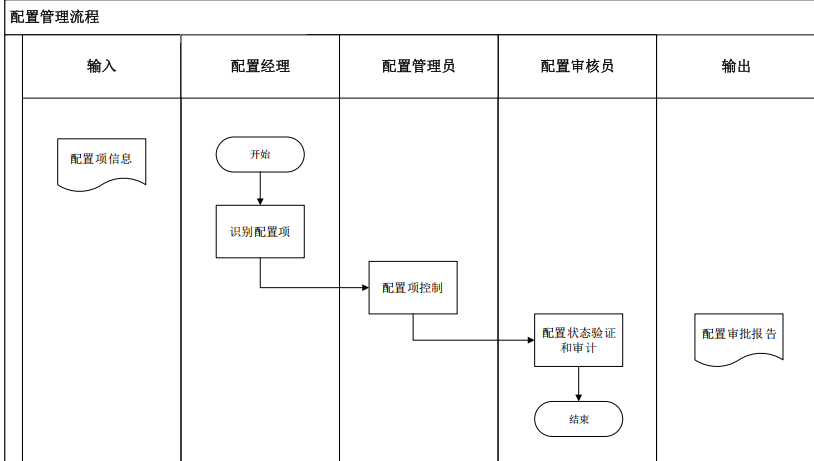 配置管理流程
输入
配置经理
配置管理员
配置审核员
输出
配置项信息
开始
识别配置项
配置项控制
配置状态验证
和审计
配置审批报告
结束